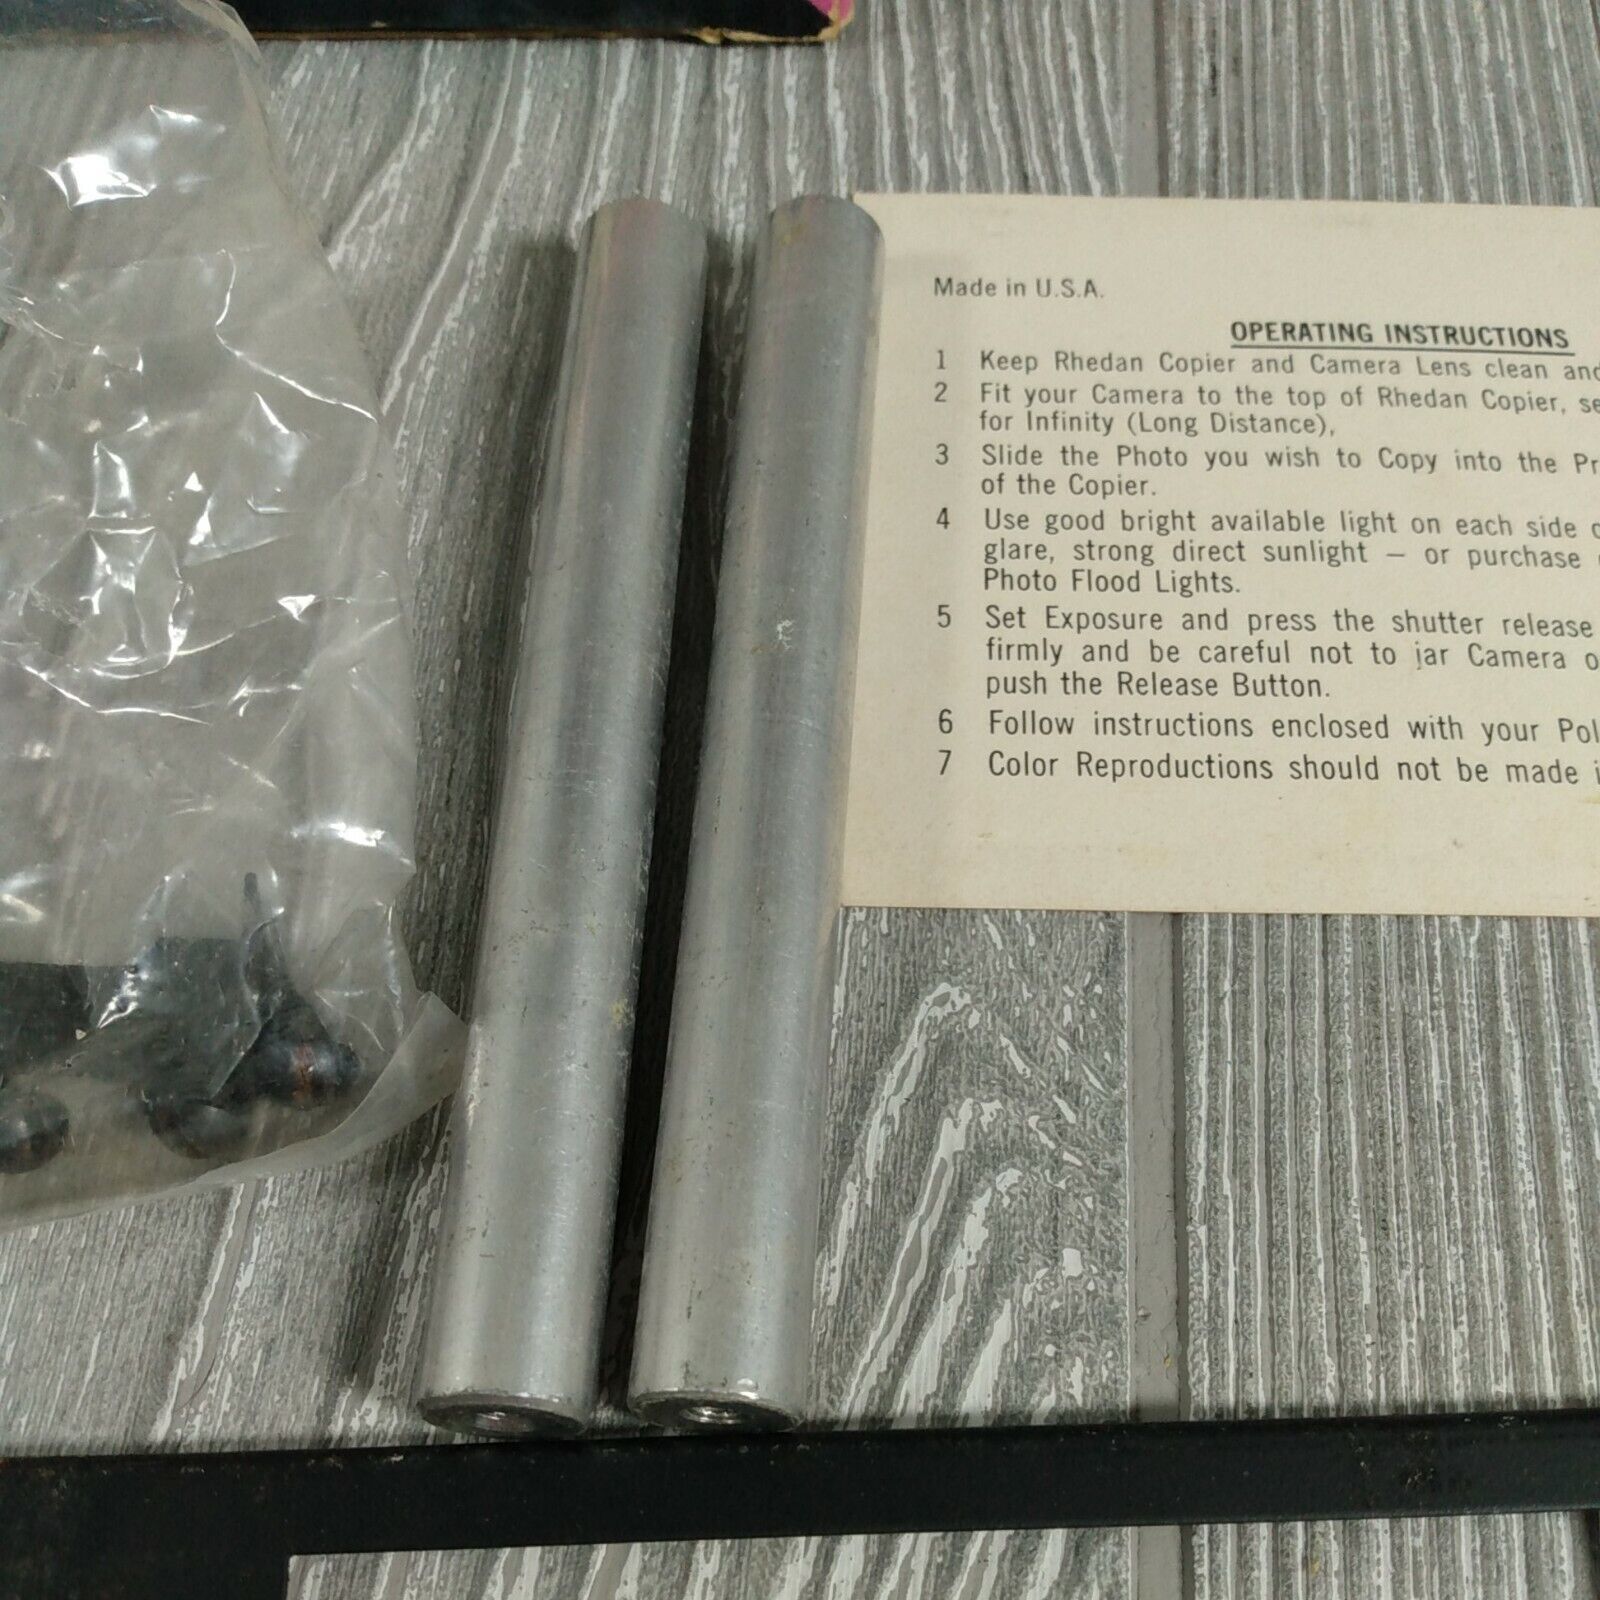 Made in U.S.A.
OPERATING INSTRUCTIONS
1 Keep Rhedan Copier and Camera Lens clean
2 Fit your Camera to the top of Rhedan Copier,
for Infinity (Long Distance),
3 Slide the Photo you wish to Copy into the
of the Copier.
4 Use good bright available light on each side
glare, strong direct sunlight — or purchase
Photo Flood Lights.
5 Set Exposure and press the shutter release
firmly and be careful not to jar Camera
push the Release Button.
6 Follow instructions enclosed with your
7 Color Reproductions should not be made